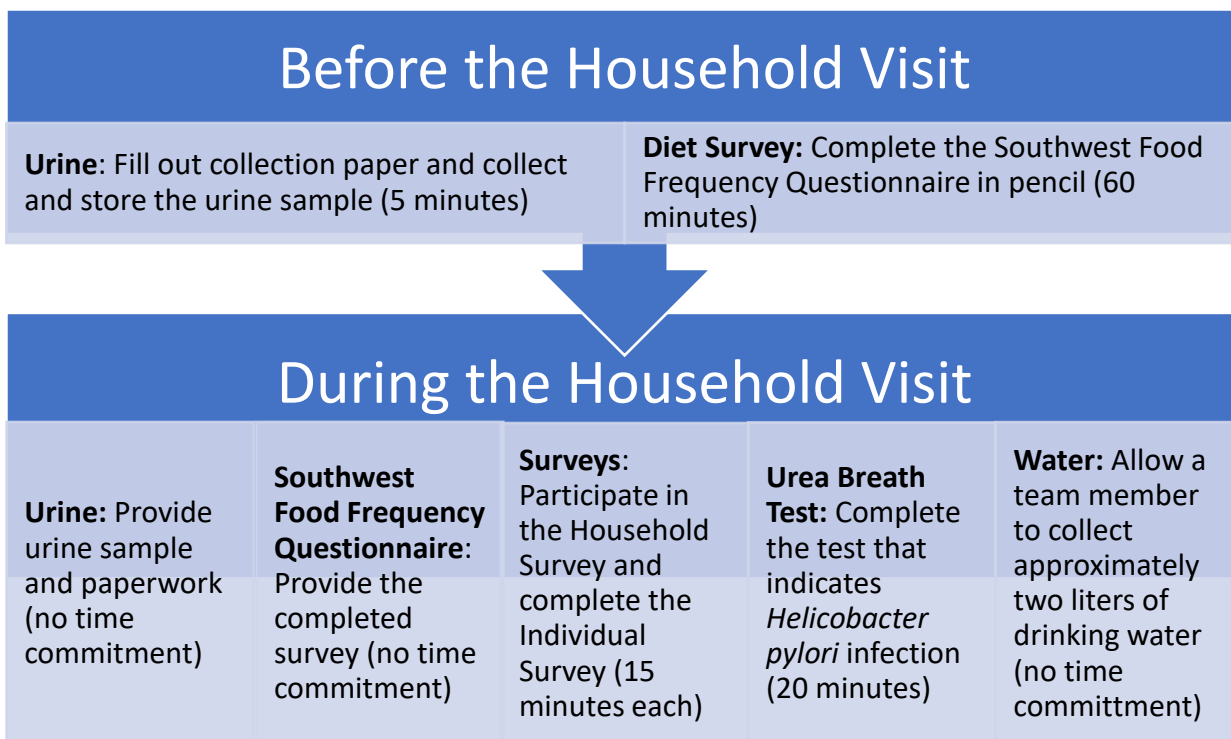 Before the Household Visit
Urine: Fill out collection paper and collect
and store the urine sample (5 minutes)
Diet Survey: Complete the Southwest Food
Frequency Questionnaire in pencil (60
minutes)
During the Household Visit
Urine: Provide
urine sample
and paperwork
(no time
commitment)
Southwest
Food Frequency
Questionnaire:
Provide the
completed
survey (no time
commitment)
Surveys:
Participate in
the Household
Survey and
complete the
Individual
Survey (15
minutes each)
Urea Breath
Test: Complete
the test that
indicates
Helicobacter
pylori infection
(20 minutes)
Water: Allow a
team member
to collect
approximately
two liters of
drinking water
(no time
committment)